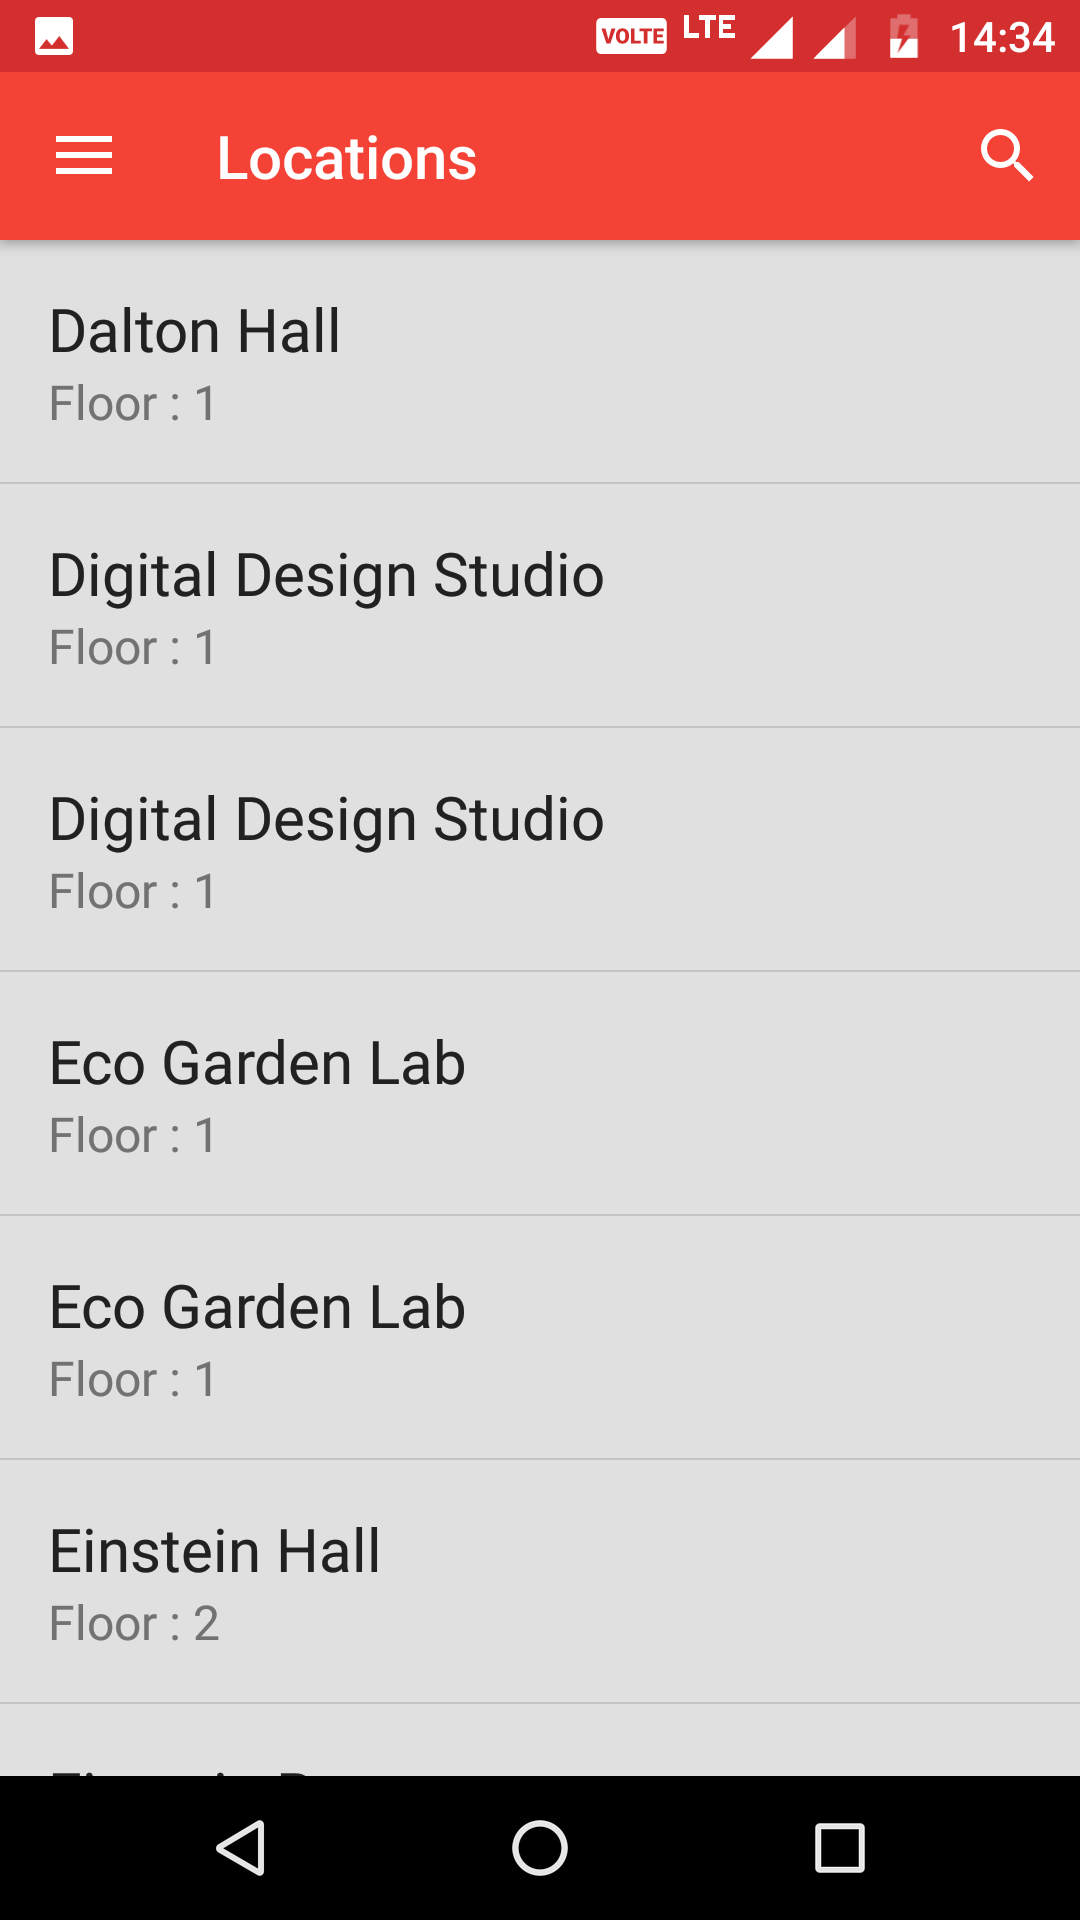 VOLTE LTE 14:34
Locations
Dalton Hall
Floor : 1
Digital Design Studio
Floor : 1
Digital Design Studio
Floor : 1
Eco Garden Lab
Floor : 1
Eco Garden Lab
Floor : 1
Einstein Hall
Floor : 2